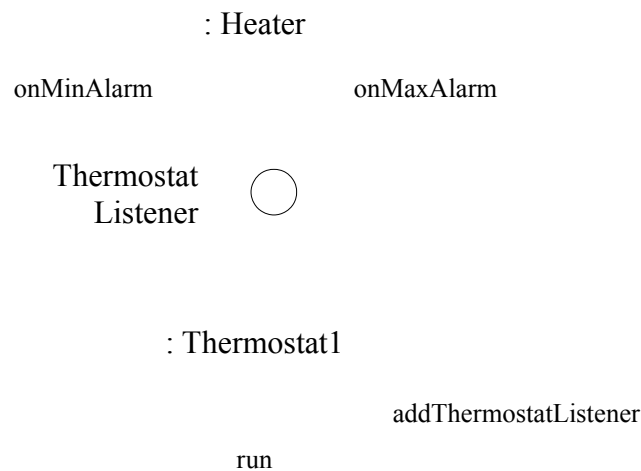 : Heater
onMinAlarm onMaxAlarm
Thermostat
Listener
: Thermostat1
addThermostatListener
run